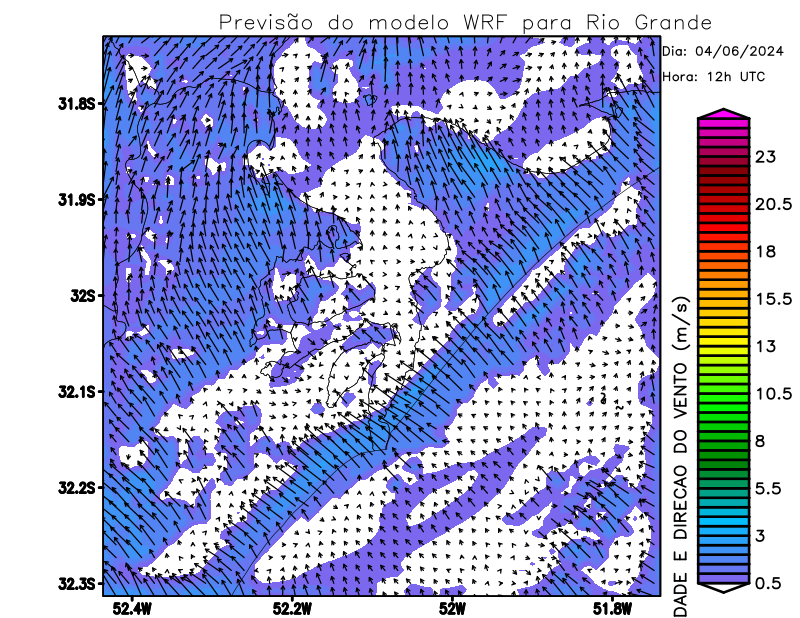 Previsão do modelo WRF para Rio Grande
Dia: 04/06/2024
Hora: 12h UTC
31.8S
31.9S
32S
32.1S
32.2S
32.3S
52.4W
52.2W
52W
51.8W
23
20.5
18
15.5
13
10.5
8
5.5
3
0.5
DADE E DIRECAO DO VENTO (m/s)